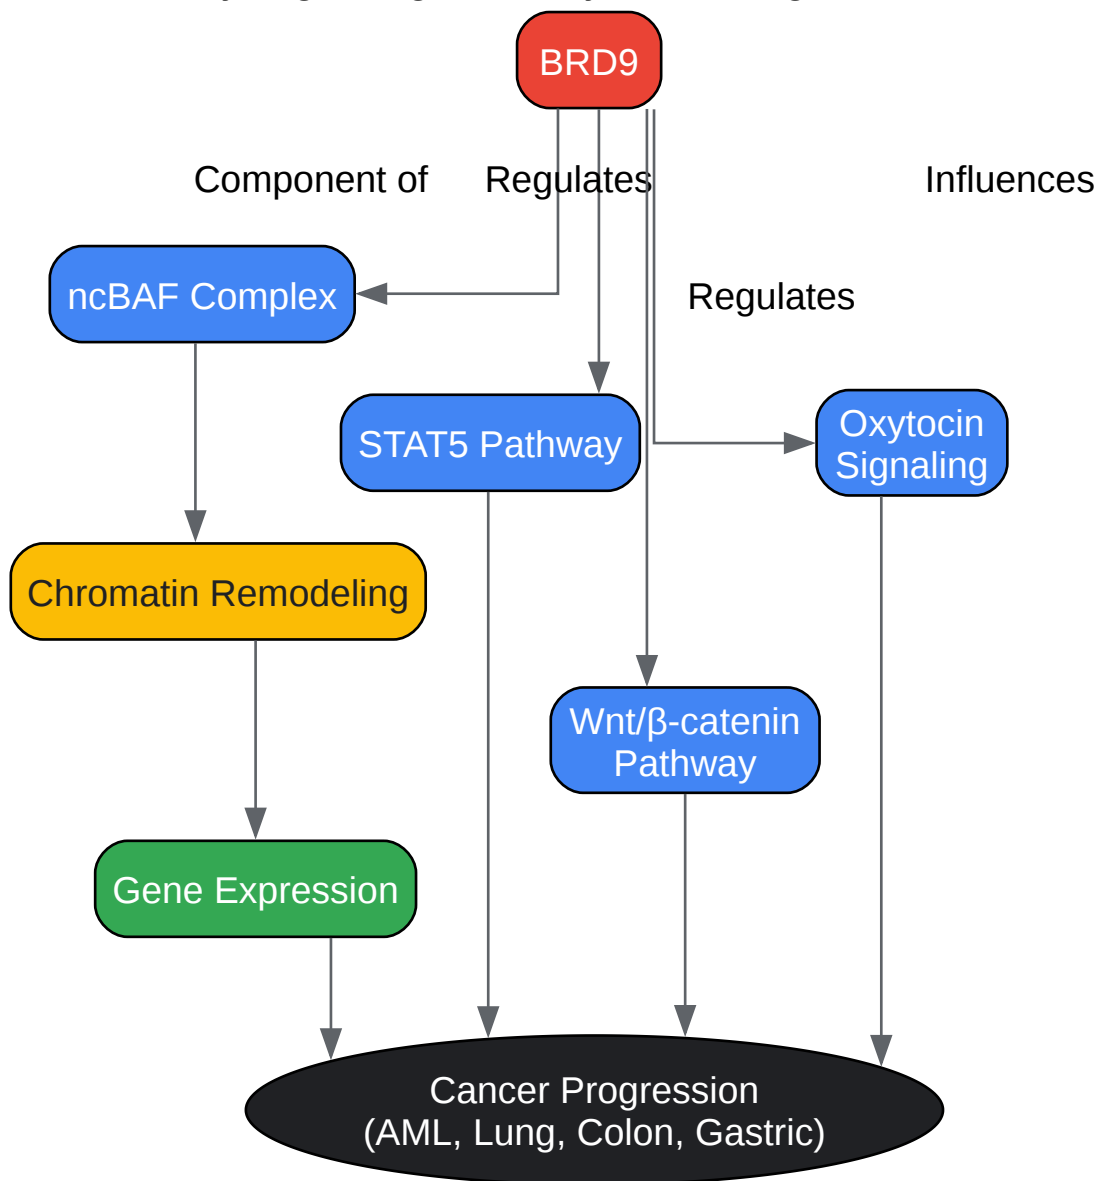 BRD9
Component of
Regulates
Influences
ncBAF Complex
Regulates
STAT5 Pathway
Oxytocin
Signaling
Chromatin Remodeling
Wnt/β-catenin
Pathway
Gene Expression
Cancer Progression
(AML, Lung, Colon, Gastric)